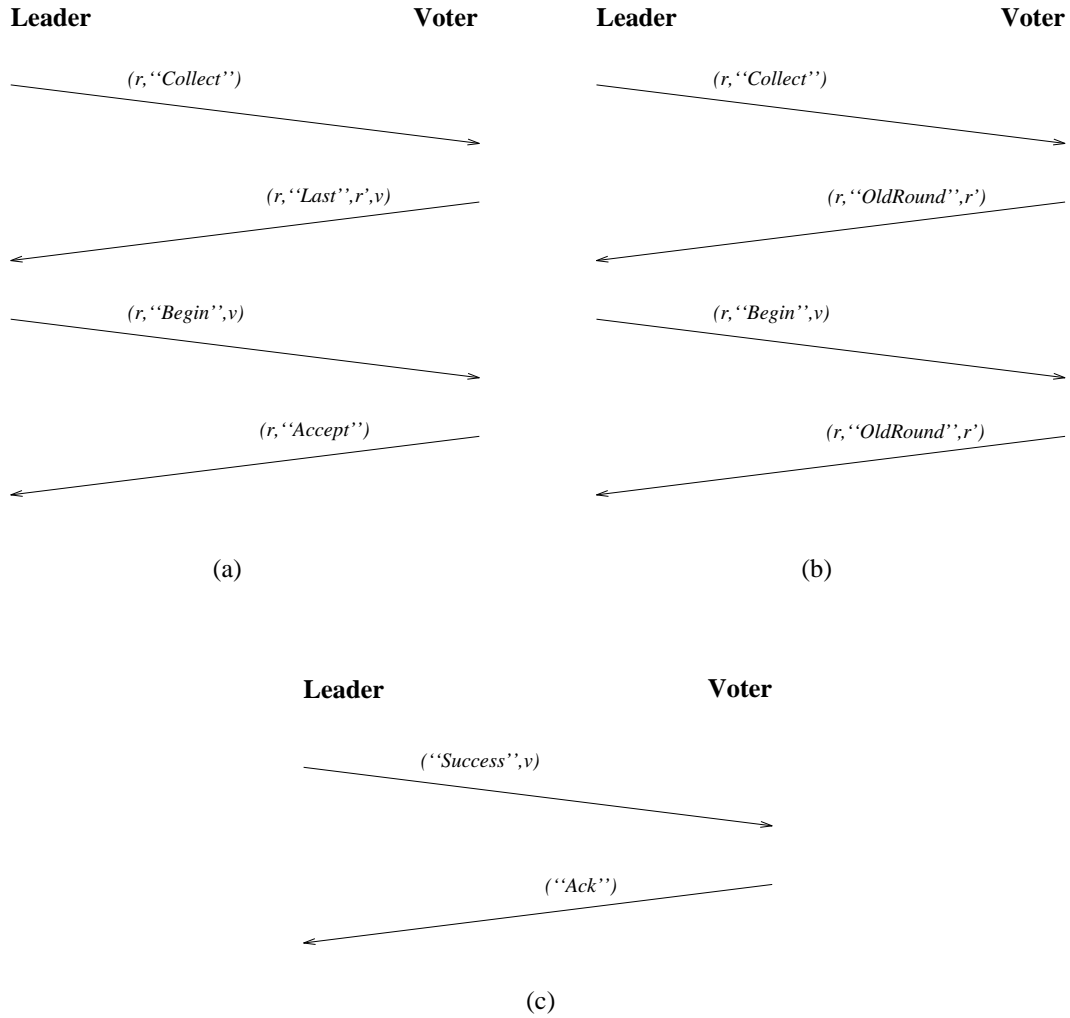 Leader Voter
(r,‘‘Collect’’)
(r,‘‘Last’’,r’,v)
(r,‘‘Begin’’,v)
(r,‘‘Accept’’)
(a)
Leader Voter
(r,‘‘Collect’’)
(r,‘‘OldRound’’,r’)
(r,‘‘Begin’’,v)
(r,‘‘OldRound’’,r’)
(b)
Leader Voter
(‘‘Success’’,v)
(‘‘Ack’’)
(c)